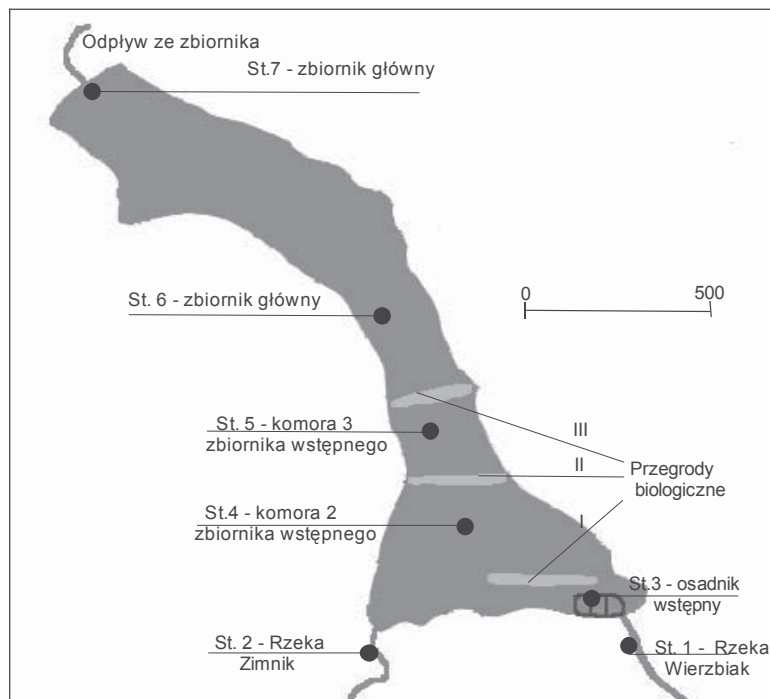 Odpływ ze zbiornika
St.7 - zbiornik główny
St. 6 - zbiornik główny
0
500
St. 5 - komora 3
zbiornika wstępnego
III
II
Przegrody
biologiczne
St.4 - komora 2
zbiornika wstępnego
I
St.3 - osadnik
wstępny
St. 2 - Rzeka
Zimnik
St. 1 - Rzeka
Wierzbiak